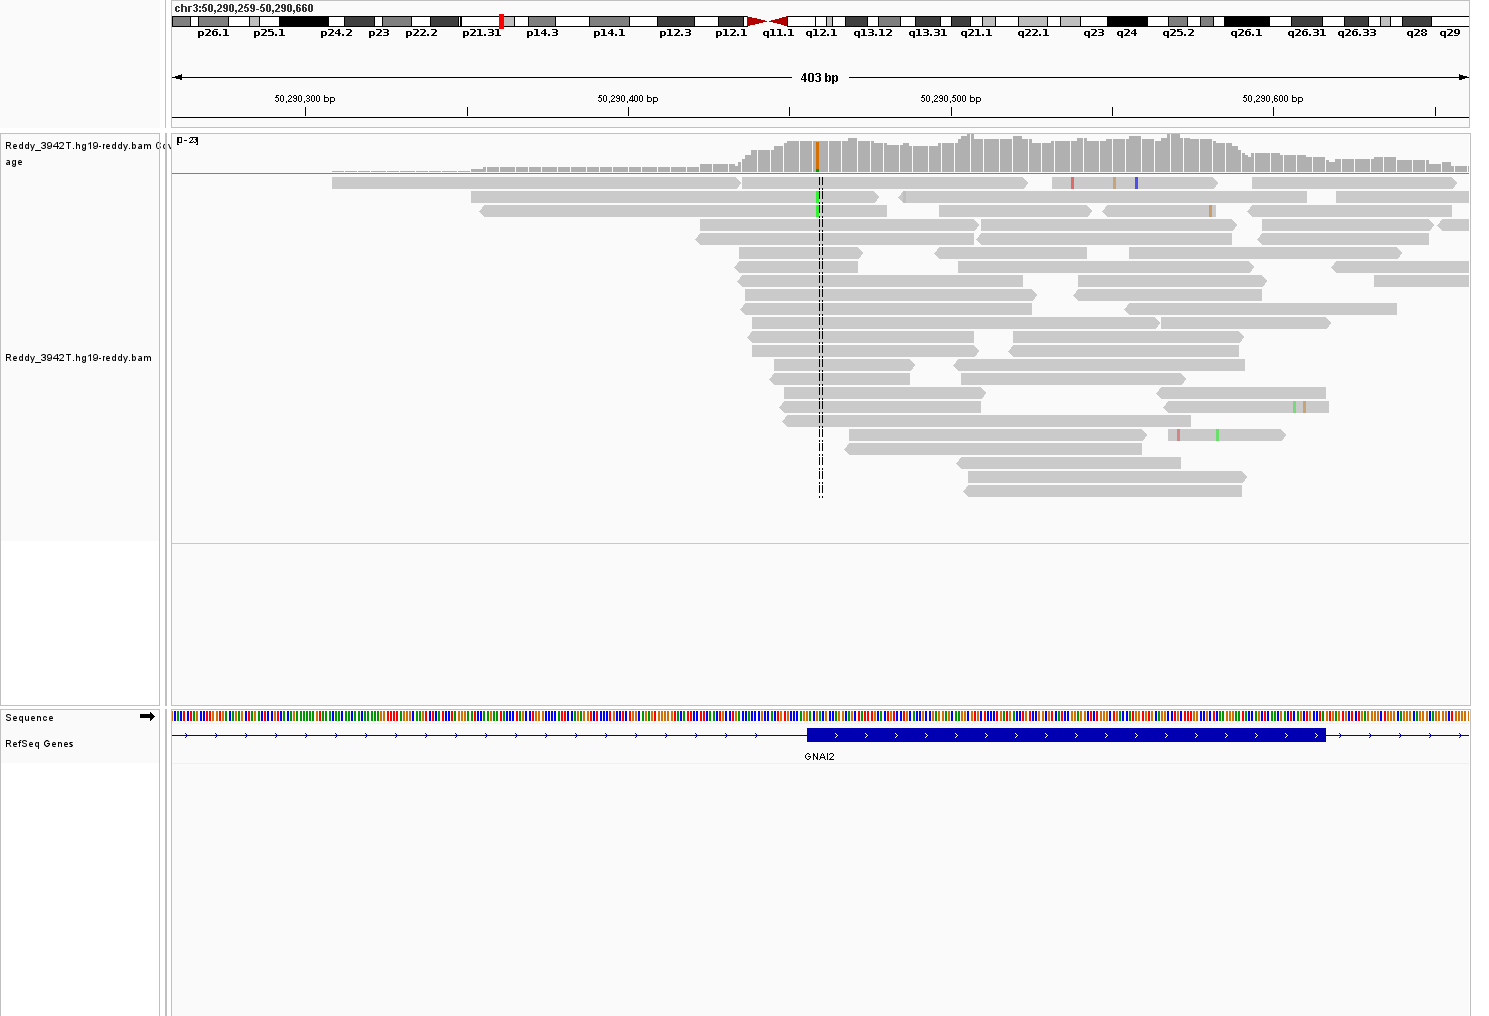 chr3:50,290,259-50,290,660
p26.1 p25.1 p24.2 p23 p22.2 p21.31 p14.3 p14.1 p12.3 p12.1 q11.1 q12.1 q13.12 q13.31 q21.1 q22.1 q23 q24 q25.2 q26.1 q26.31 q26.33 q28 q29
403 bp
50,290,300 bp 50,290,400 bp 50,290,500 bp 50,290,600 bp
[0-23]
Reddy_3942T.hg19-reddy.bam Cov
age
Reddy_3942T.hg19-reddy.bam
Sequence
RefSeq Genes
GNAI2